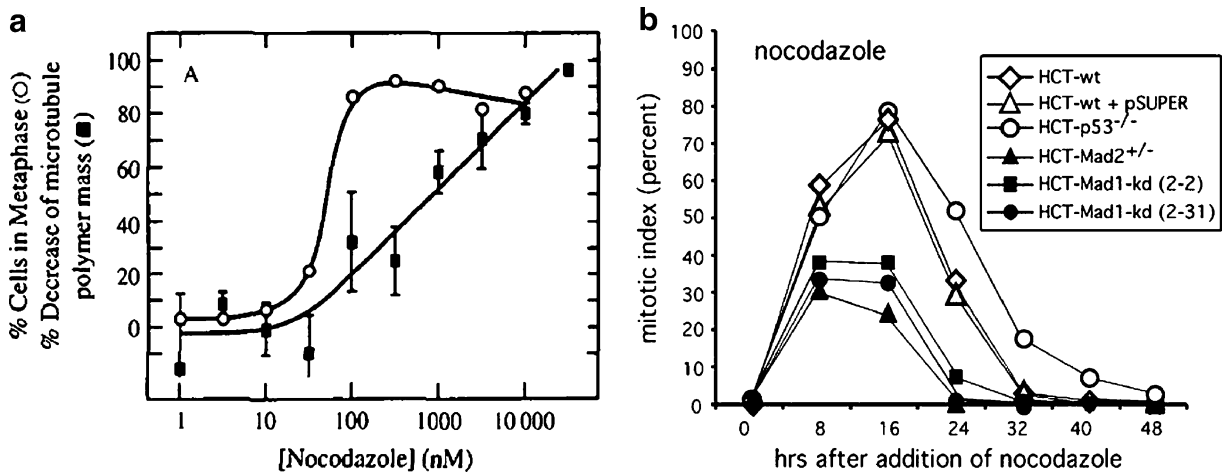 a
A
% Cells in Metaphase (O)
% Decrease of microtubule
polymer mass (■)
100
80
60
40
20
0
1
10
100
1000
10 000
[Nocodazole] (nM)
b
nocodazole
HCT-wt
HCT-wt + pSUPER
HCT-p53-/-
HCT-Mad2+/-
HCT-Mad1-kd (2-2)
HCT-Mad1-kd (2-31)
mitotic index (percent)
100
90
80
70
60
50
40
30
20
10
0
0
8
16
24
32
40
48
hrs after addition of nocodazole